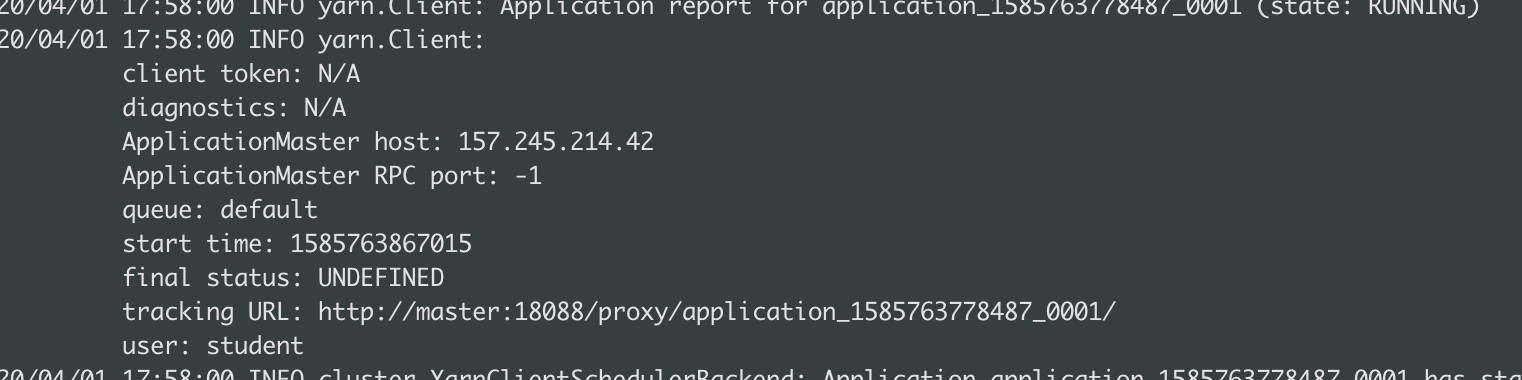 20/04/01 17:58:00 INFO yarn.Client: Application report for application_1585763778487_0001 (state: RUNNING)
20/04/01 17:58:00 INFO yarn.Client:
client token: N/A
diagnostics: N/A
ApplicationMaster host: 157.245.214.42
ApplicationMaster RPC port: -1
queue: default
start time: 1585763867015
final status: UNDEFINED
tracking URL: http://master:18088/proxy/application_1585763778487_0001/
user: student
20/04/01 17:58:00 INFO cluster.YarnClientSchedulerBackend: Application application_1585763778487_0001 has sta